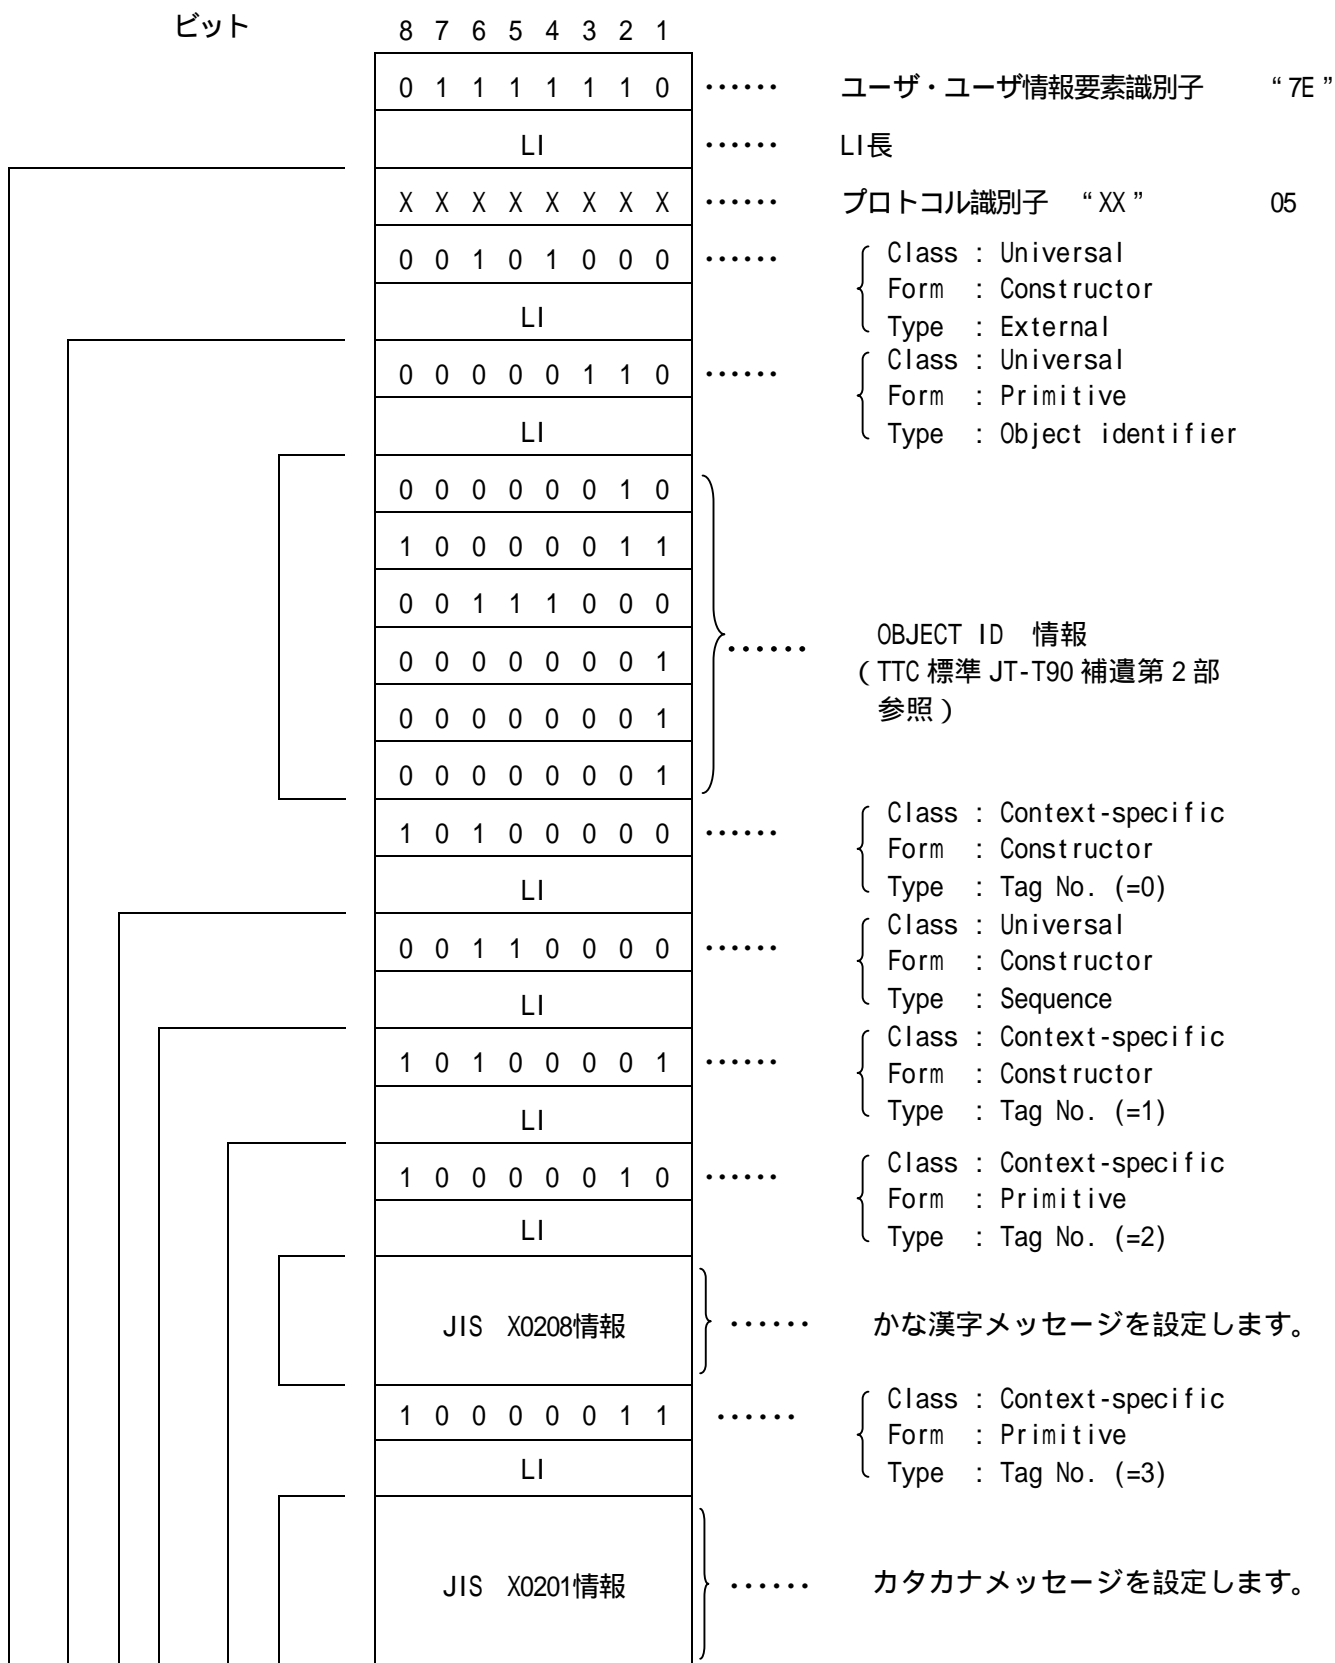 ビット 8 7 6 5 4 3 2 1
0 1 1 1 1 1 1 0 ‥‥‥ ユーザ・ユーザ情報要素識別子 “7E”
LI ‥‥‥ LI長
X X X X X X X X ‥‥‥ プロトコル識別子 “XX” 05
0 0 1 0 1 0 0 0 ‥‥‥ Class : Universal
Form : Constructor
LI
Type : External
0 0 0 0 0 1 1 0 ‥‥‥ Class : Universal
Form : Primitive
LI
Type : Object identifier
0 0 0 0 0 0 1 0
1 0 0 0 0 0 1 1
0 0 1 1 1 0 0 0
0 0 0 0 0 0 0 1
0 0 0 0 0 0 0 1
0 0 0 0 0 0 0 1
‥‥‥ OBJECT ID 情報
(TTC 標準 JT-T90 補遺第2部
参照)
1 0 1 0 0 0 0 0 ‥‥‥ Class : Context-specific
Form : Constructor
LI
Type : Tag No. (=0)
0 0 1 1 0 0 0 0 ‥‥‥ Class : Universal
Form : Constructor
LI
Type : Sequence
1 0 1 0 0 0 0 1 ‥‥‥ Class : Context-specific
Form : Constructor
LI
Type : Tag No. (=1)
1 0 0 0 0 0 1 0 ‥‥‥ Class : Context-specific
Form : Primitive
LI
Type : Tag No. (=2)
JIS X0208情報 ‥‥‥ かな漢字メッセージを設定します。
1 0 0 0 0 0 1 1 ‥‥‥ Class : Context-specific
Form : Primitive
LI
Type : Tag No. (=3)
JIS X0201情報 ‥‥‥ カタカナメッセージを設定します。